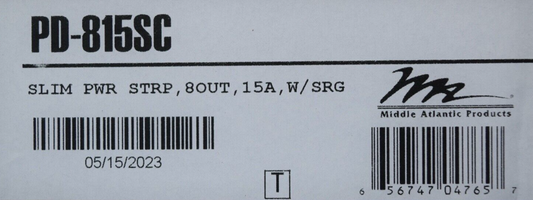 PD-815SC
SLIM PWR STRP,8OUT,15A,W/SRG
Middle Atlantic Products
05/15/2023
T
6 56747 04765 7